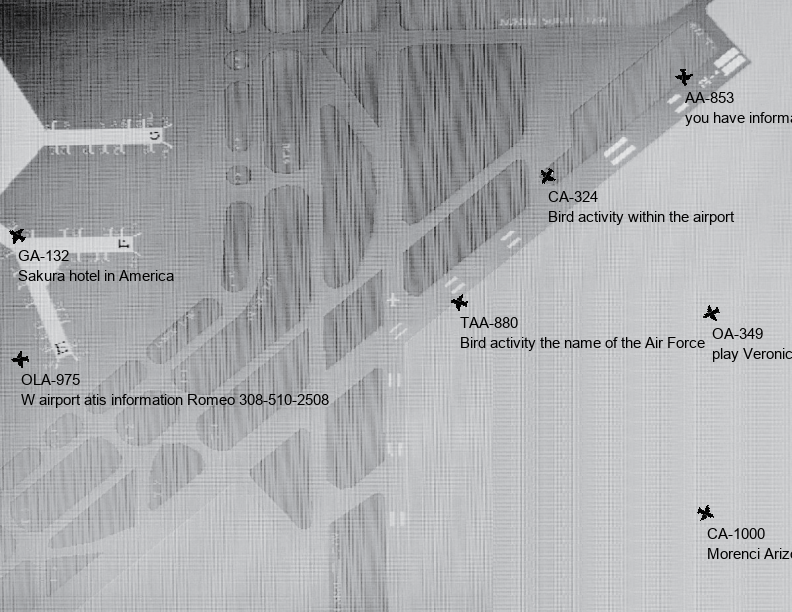 AA-853
you have informa
CA-324
Bird activity within the airport
GA-132
Sakura hotel in America
TAA-880
Bird activity the name of the Air Force
OA-349
play Veronic
OLA-975
W airport atis information Romeo 308-510-2508
CA-1000
Morenci Arizo